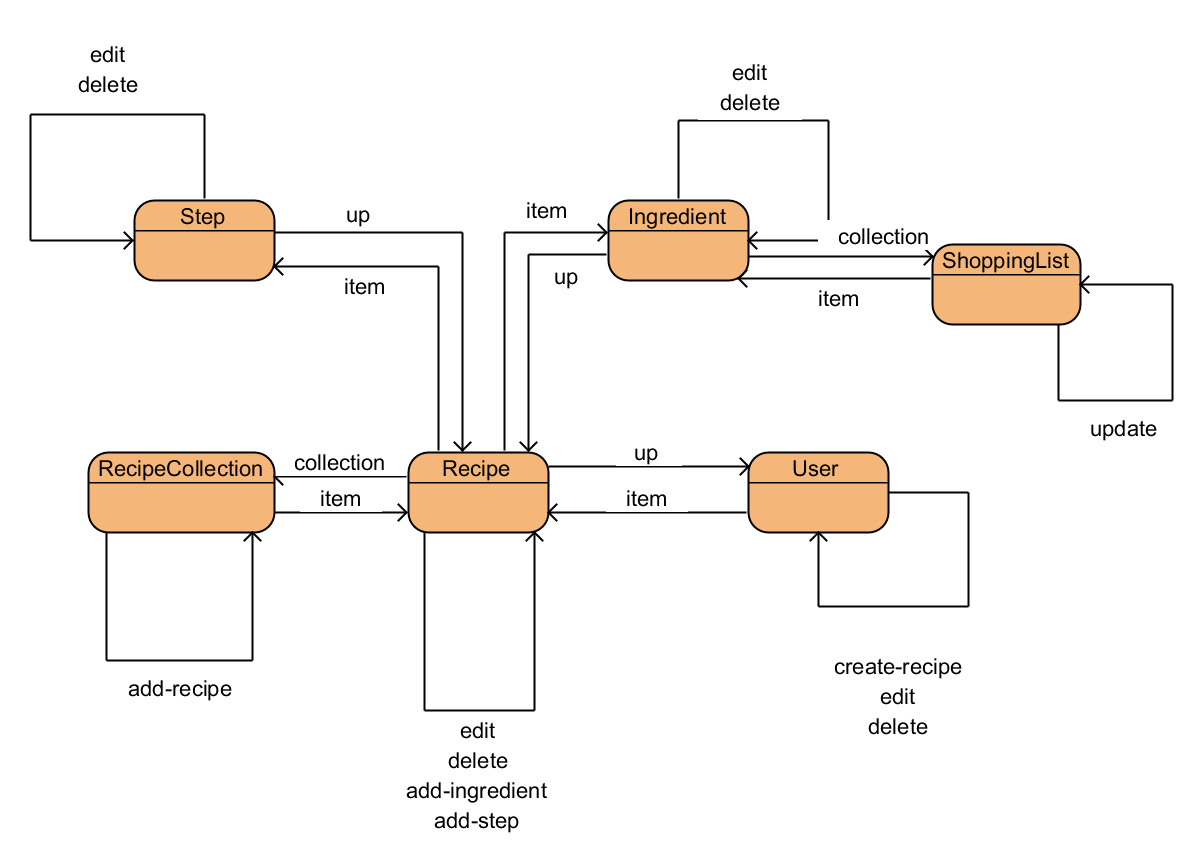 edit
delete
edit
delete
Step
up
item
Ingredient
collection
item
up
ShoppingList
item
update
RecipeCollection
collection
Recipe
up
User
item
item
add-recipe
create-recipe
edit
delete
edit
delete
add-ingredient
add-step